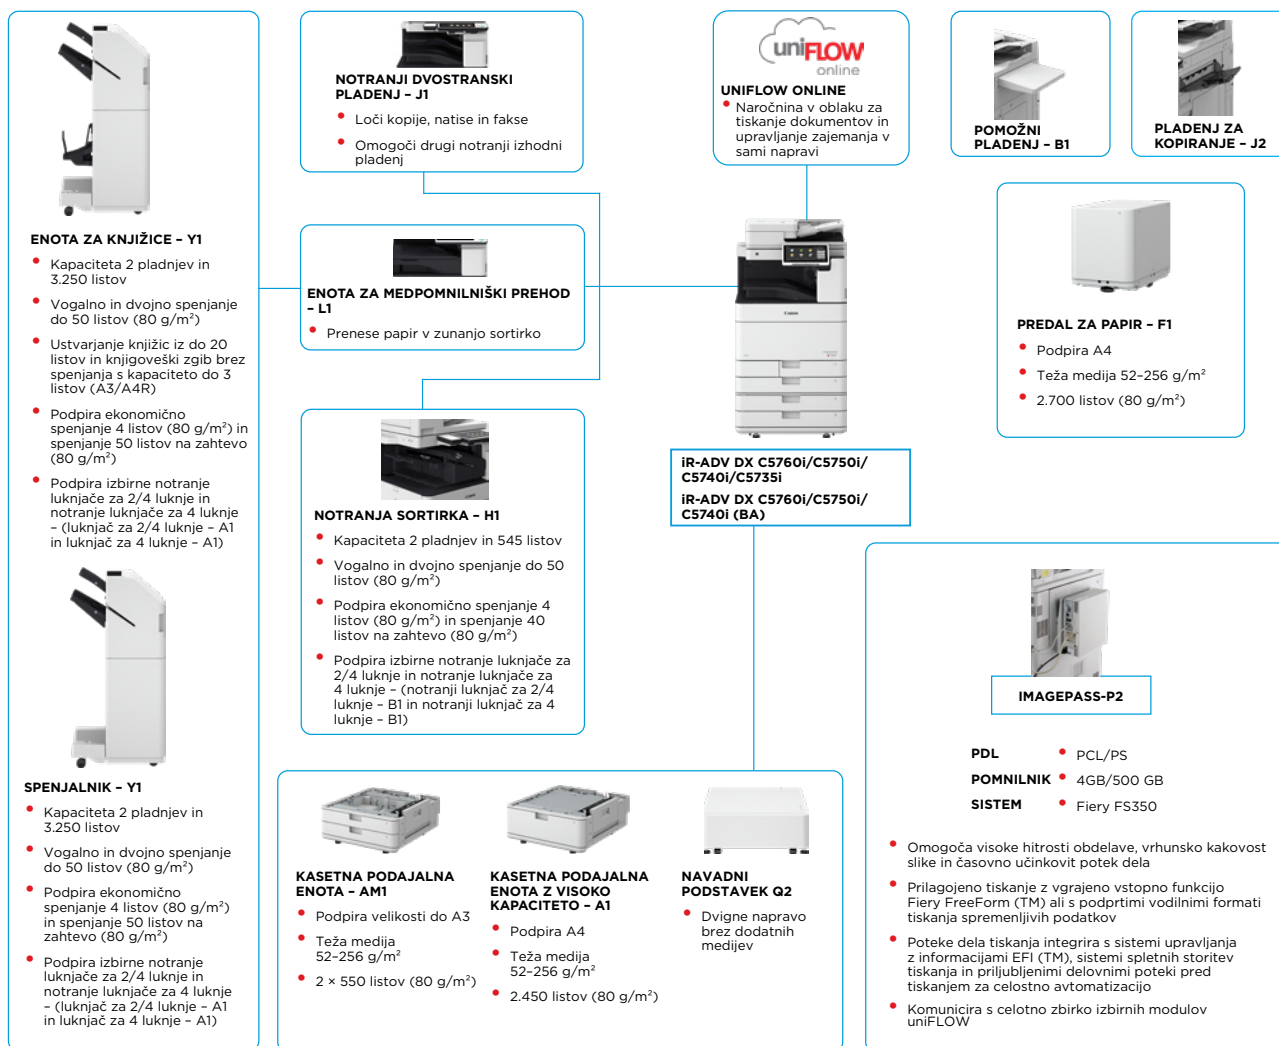 ENOTA ZA KNJIŽICE – Y1
• Kapaciteta 2 pladnjev in
3.250 listov
• Vogalno in dvojno spenjanje
do 50 listov (80 g/m²)
• Ustvarjanje knjižic iz do 20
listov in knjigoveški zgib brez
spenjanja s kapaciteto do 3
listov (A3/A4R)
• Podpira ekonomično
spenjanje 4 listov (80 g/m²) in
spenjanje 50 listov na zahtevo
(80 g/m²)
• Podpira izbirne notranje
luknjače za 2/4 luknje in
notranje luknjače za 4 luknje
– (luknjač za 2/4 luknje – A1
in luknjač za 4 luknje – A1)
SPENJALNIK – Y1
• Kapaciteta 2 pladnjev in
3.250 listov
• Vogalno in dvojno spenjanje
do 50 listov (80 g/m²)
• Podpira ekonomično
spenjanje 4 listov (80 g/m²)
in spenjanje 50 listov na
zahtevo (80 g/m²)
• Podpira izbirne notranje
luknjače za 2/4 luknje in
notranje luknjače za 4 luknje
– (luknjač za 2/4 luknje – A1
in luknjač za 4 luknje – A1)
NOTRANJI DVOSTRANSKI
PLADENJ – J1
• Loči kopije, natise in fakse
• Omogoči drugi notranji izhodni
pladenj
ENOTA ZA MEDPOMNILNIŠKI PREHOD
– L1
• Prenese papir v zunanjo sortirko
NOTRANJA SORTIRKA – H1
• Kapaciteta 2 pladnjev in 545 listov
• Vogalno in dvojno spenjanje do 50
listov (80 g/m²)
• Podpira ekonomično spenjanje 4
listov (80 g/m²) in spenjanje 40
listov na zahtevo (80 g/m²)
• Podpira izbirne notranje luknjače za
2/4 luknje in notranje luknjače za
4 luknje – (notranji luknjač za 2/4
luknje – B1 in notranji luknjač za 4
luknje – B1)
uniFLOW
online
UNIFLOW ONLINE
• Naročnina v oblaku za
tiskanje dokumentov in
upravljanje zajemanja v
sami napravi
Canon
iR-ADV DX C5760i/C5750i/
C5740i/C5735i
iR-ADV DX C5760i/C5750i/
C5740i (BA)
KASETNA PODAJALNA
ENOTA – AM1
• Podpira velikosti do A3
• Teža medija
52–256 g/m²
• 2 × 550 listov (80 g/m²)
KASETNA PODAJALNA
ENOTA Z VISOKO
KAPACITETO – A1
• Podpira A4
• Teža medija
52–256 g/m²
• 2.450 listov (80 g/m²)
NAVADNI
PODSTAVEK Q2
• Dvigne napravo
brez dodatnih
medijev
POMOŽNI
PLADENJ – B1
PLADENJ ZA
KOPIRANJE – J2
PREDAL ZA PAPIR – F1
• Podpira A4
• Teža medija 52–256 g/m²
• 2.700 listov (80 g/m²)
IMAGEPASS-P2
PDL • PCL/PS
POMNILNIK • 4GB/500 GB
SISTEM • Fiery FS350
• Omogoča visoke hitrosti obdelave, vrhunsko kakovost
slike in časovno učinkovit potek dela
• Prilagojeno tiskanje z vgrajeno vstopno funkcijo
Fiery FreeForm (TM) ali s podprtimi vodilnimi formati
tiskanja spremenljivih podatkov
• Poteke dela tiskanja integrira s sistemi upravljanja
z informacijami EFI (TM), sistemi spletnih storitev
tiskanja in priljubljenimi delovnimi poteki pred
tiskanjem za celostno avtomatizacijo
• Komunicira s celotno zbirko izbirnih modulov
uniFLOW